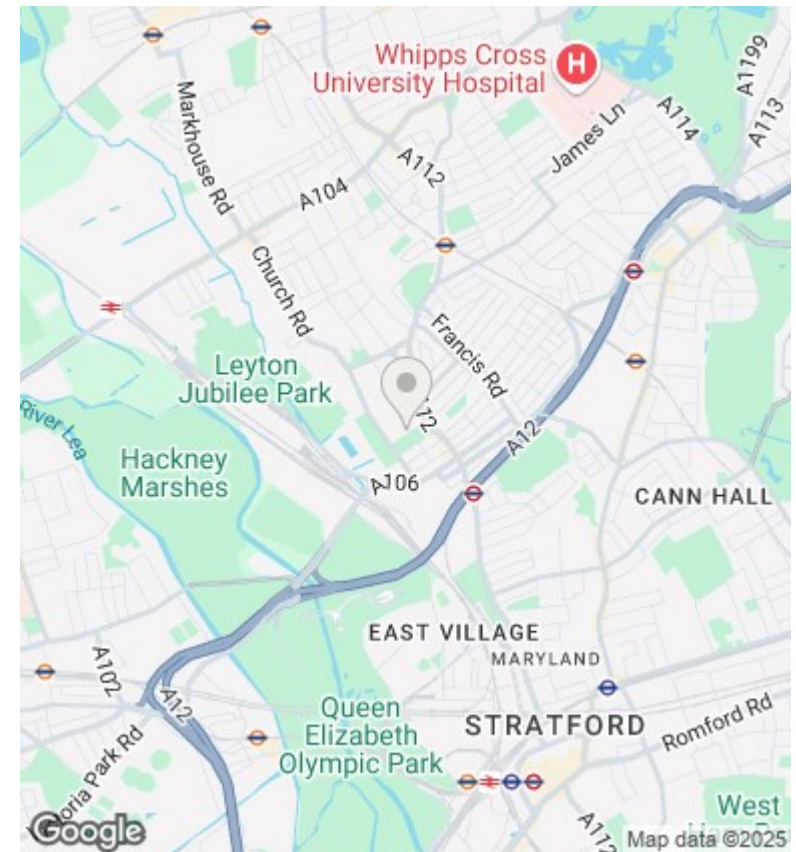 Whipps Cross
University Hospital
H
A1199
A113
A114
James Ln
Markhouse Rd
A112
A104
Church Rd
Francis Rd
Leyton
Jubilee Park
River Lea
A12
Hackney
Marshes
A106
CANN HALL
EAST VILLAGE
MARYLAND
A102
A12
Queen
Elizabeth
Olympic Park
STRATFORD
Romford Rd
West
A112
Google
Map data ©2025